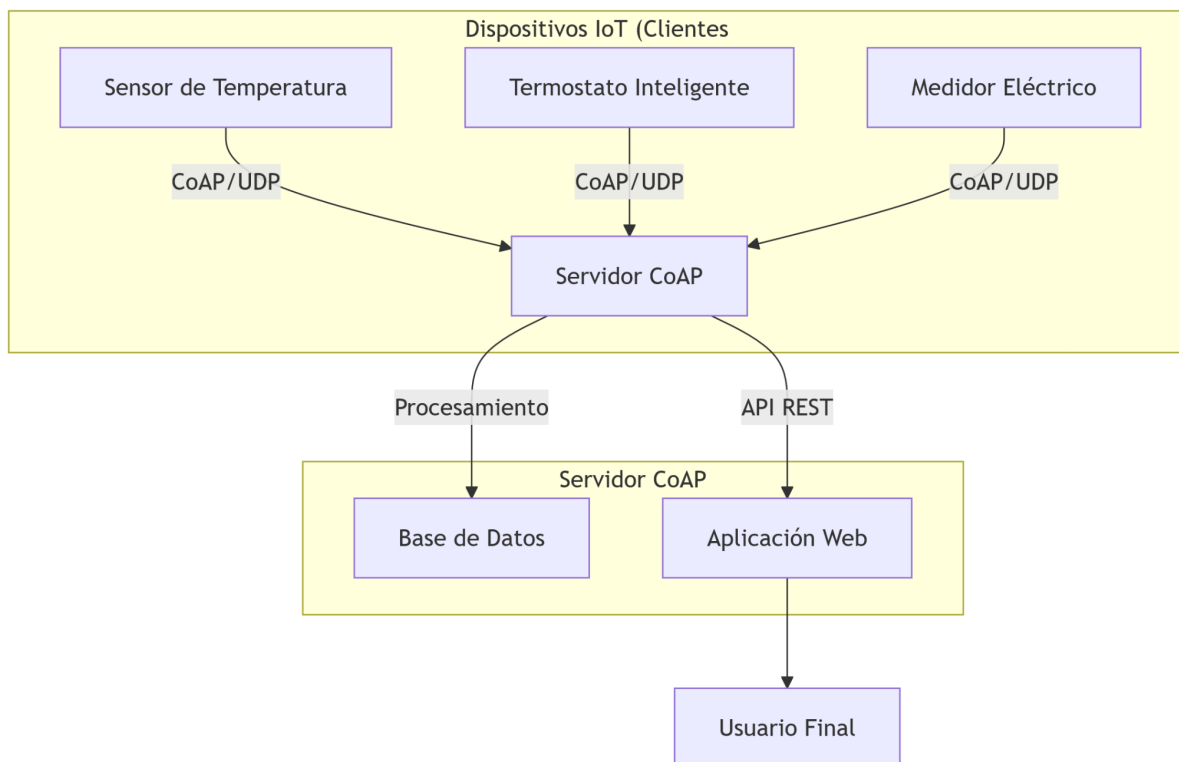 Dispositivos IoT (Clientes
Sensor de Temperatura
Termostato Inteligente
Medidor Eléctrico
CoAP/UDP
CoAP/UDP
CoAP/UDP
Servidor CoAP
Procesamiento
API REST
Servidor CoAP
Base de Datos
Aplicación Web
Usuario Final